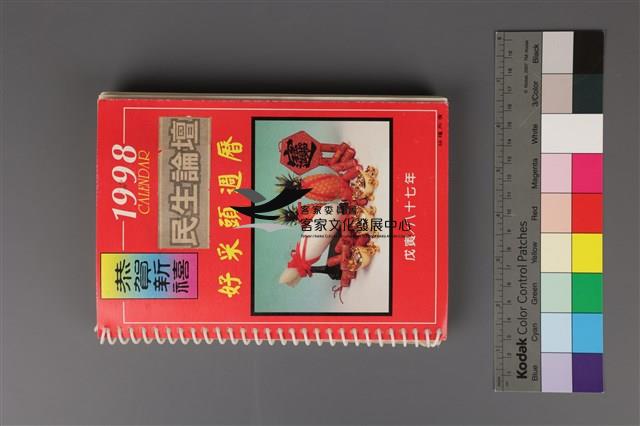 1998
CALENDAR
民生論壇
恭賀新禧
好采頭週曆
戊寅 八十七年
客家委員會
客家文化發展中心
Kodak Color Control Patches
Blue
Cyan
Green
Yellow
Red
Magenta
White
3/Color
Black